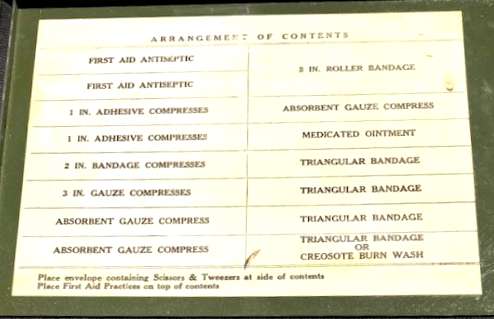 ARRANGEMENT OF CONTENTS
FIRST AID ANTISEPTIC
FIRST AID ANTISEPTIC
1 IN. ADHESIVE COMPRESSES
1 IN. ADHESIVE COMPRESSES
2 IN. BANDAGE COMPRESSES
3 IN. GAUZE COMPRESSES
ABSORBENT GAUZE COMPRESS
ABSORBENT GAUZE COMPRESS
IN. ROLLER BANDAGE
ABSORBENT GAUZE COMPRESS
MEDICATED OINTMENT
TRIANGULAR BANDAGE
TRIANGULAR BANDAGE
TRIANGULAR BANDAGE
TRIANGULAR BANDAGE
OR
CREOSOTE BURN WASH
Place envelope containing Scissors & Tweezers at side of contents
Place First Aid Practices on top of contents